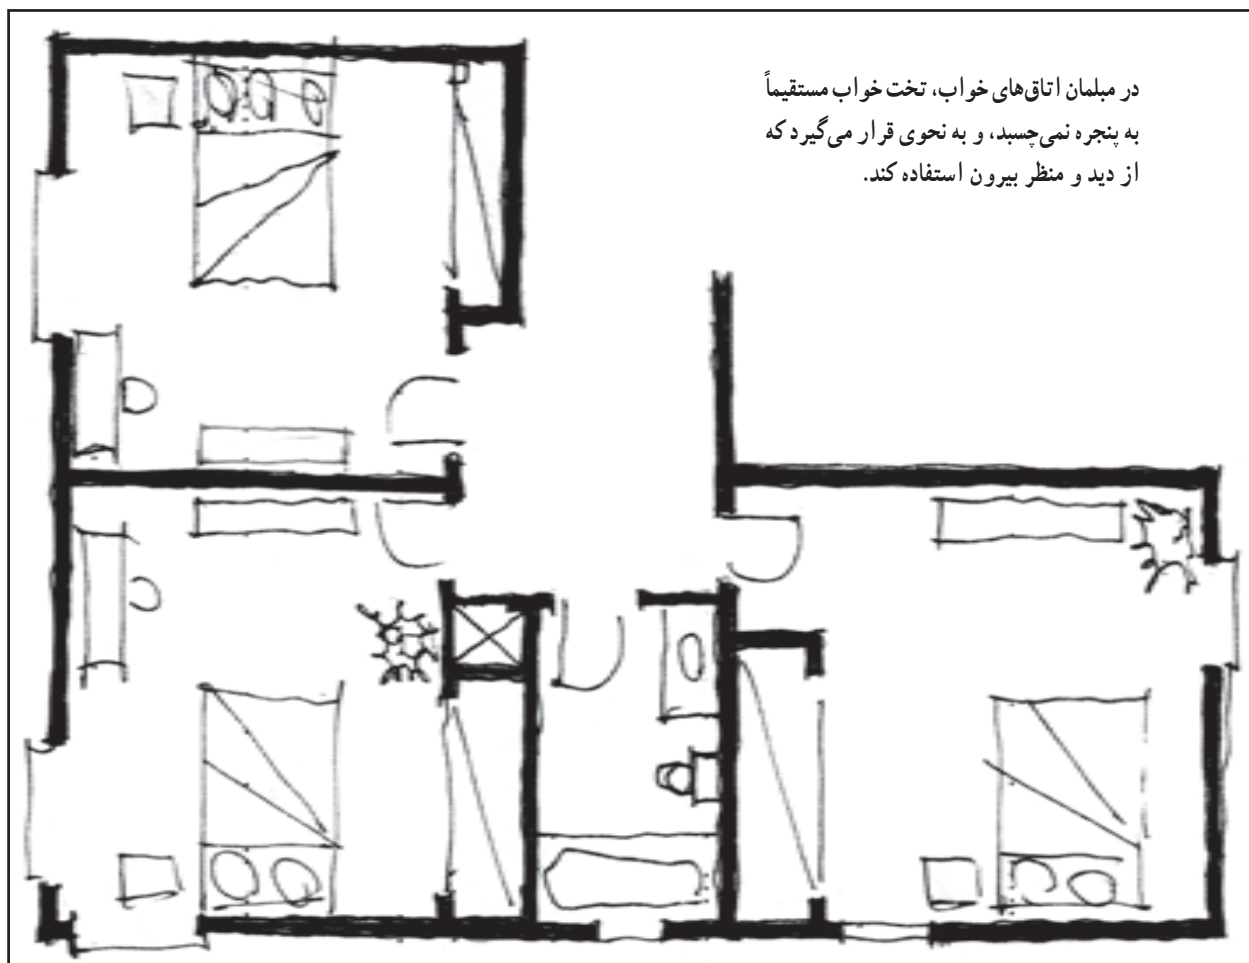 در مبلمان اتاق‌های خواب، تخت خواب مستقیماً
به پنجره نمی‌چسبد، و به نحوی قرار می‌گیرد که
از دید و منظر بیرون استفاده کند.